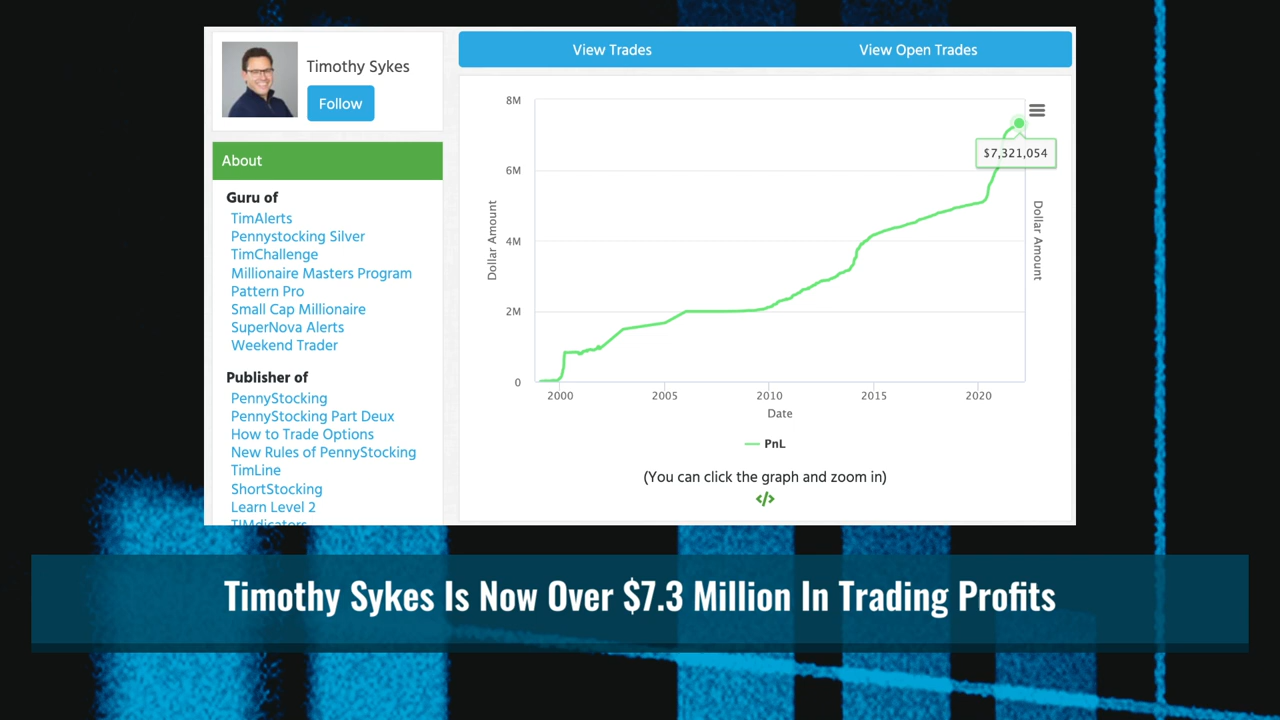 Timothy Sykes
Follow
About
Guru of
TimAlerts
Pennystocking Silver
TimChallenge
Millionaire Masters Program
Pattern Pro
Small Cap Millionaire
SuperNova Alerts
Weekend Trader
Publisher of
PennyStocking
PennyStocking Part Deux
How to Trade Options
New Rules of PennyStocking
TimLine
ShortStocking
Learn Level 2
TIMdicators
View Trades
View Open Trades
8M
6M
4M
2M
0
Dollar Amount
$7,321,054
Dollar Amount
2000
2005
2010
2015
2020
Date
PnL
(You can click the graph and zoom in)
</>
Timothy Sykes Is Now Over $7.3 Million In Trading Profits